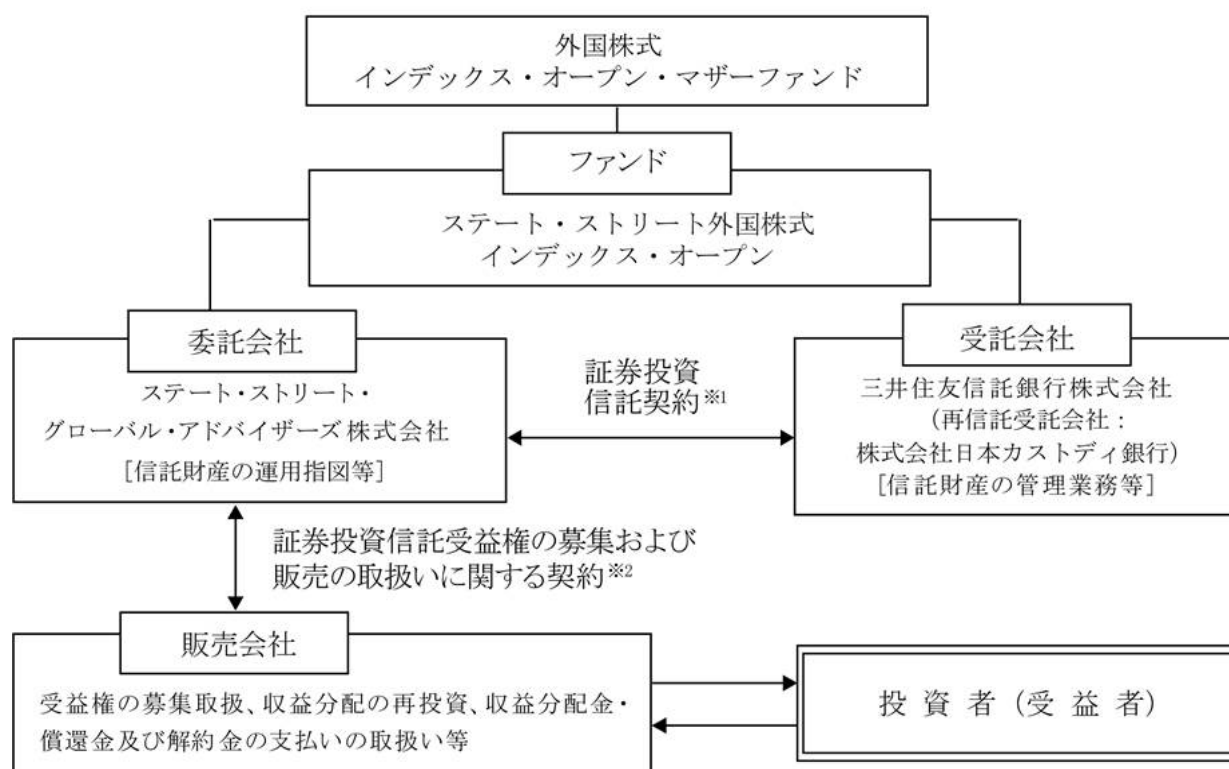 外国株式
インデックス・オープン・マザーファンド
ファンド
ステート・ストリート外国株式
インデックス・オープン
委託会社
ステート・ストリート・
グローバル・アドバイザーズ株式会社
[信託財産の運用指図等]
証券投資
信託契約※1
受託会社
三井住友信託銀行株式会社
(再信託受託会社：
株式会社日本カストディ銀行)
[信託財産の管理業務等]
証券投資信託受益権の募集および
販売の取扱いに関する契約※2
販売会社
受益権の募集取扱、収益分配の再投資、収益分配金・
償還金及び解約金の支払いの取扱い等
投資者(受益者)